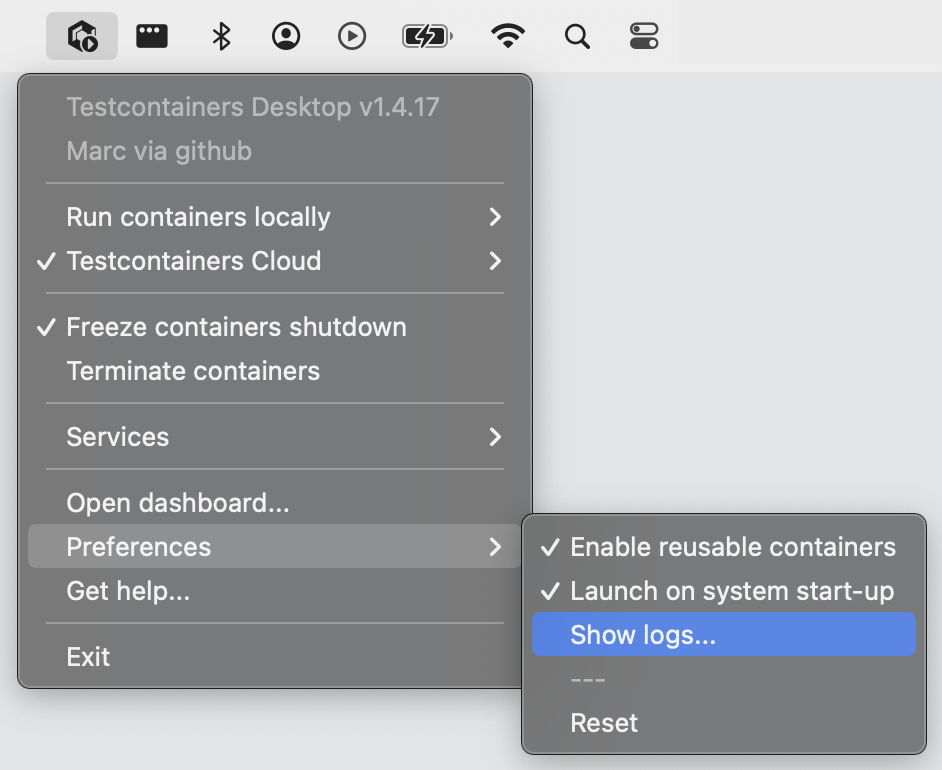 Testcontainers Desktop v1.4.17
Marc via github
Run containers locally
Testcontainers Cloud
Freeze containers shutdown
Terminate containers
Services
Open dashboard...
Preferences
Get help...
Exit
Enable reusable containers
Launch on system start-up
Show logs...
---
Reset